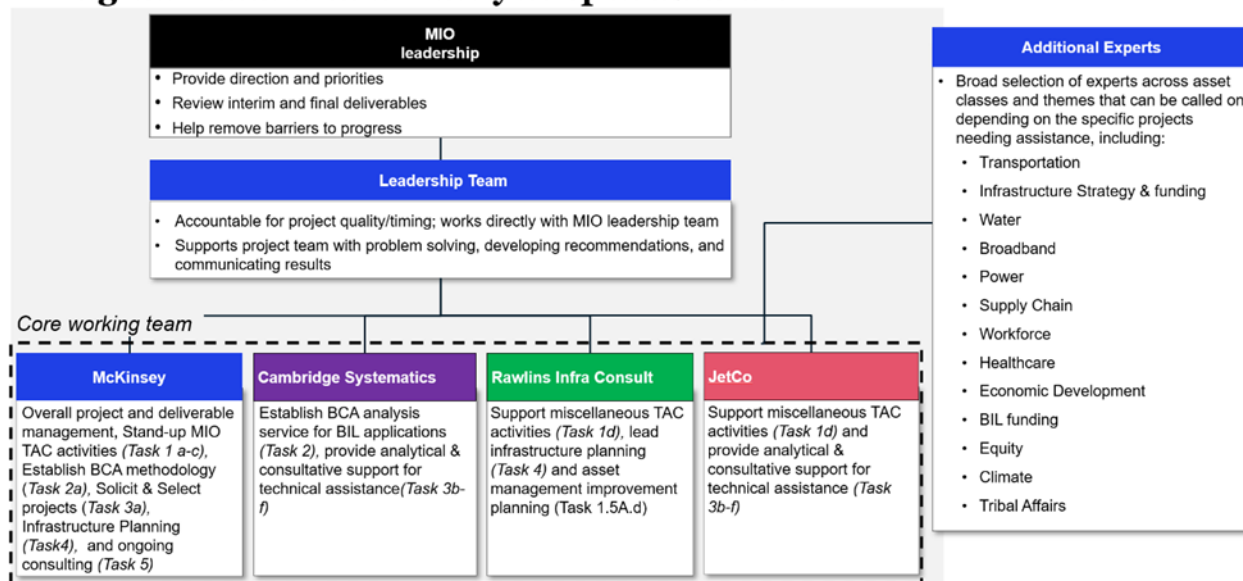 MIO
leadership
• Provide direction and priorities
• Review interim and final deliverables
• Help remove barriers to progress
Leadership Team
• Accountable for project quality/timing; works directly with MIO leadership team
• Supports project team with problem solving, developing recommendations, and
communicating results
Core working team
McKinsey
Overall project and deliverable
management, Stand-up MIO
TAC activities (Task 1 a-c),
Establish BCA methodology
(Task 2a), Solicit & Select
projects (Task 3a),
Infrastructure Planning
(Task4), and ongoing
consulting (Task 5)
Cambridge Systematics
Establish BCA analysis
service for BIL applications
(Task 2), provide analytical &
consultative support for
technical assistance(Task 3b-
f)
Rawlins Infra Consult
Support miscellaneous TAC
activities (Task 1d), lead
infrastructure planning
(Task 4) and asset
management improvement
planning (Task 1.5A.d)
JetCo
Support miscellaneous TAC
activities (Task 1d) and
provide analytical &
consultative support for
technical assistance (Task
3b-f)
Additional Experts
• Broad selection of experts across asset
classes and themes that can be called on
depending on the specific projects
needing assistance, including:
• Transportation
• Infrastructure Strategy & funding
• Water
• Broadband
• Power
• Supply Chain
• Workforce
• Healthcare
• Economic Development
• BIL funding
• Equity
• Climate
• Tribal Affairs